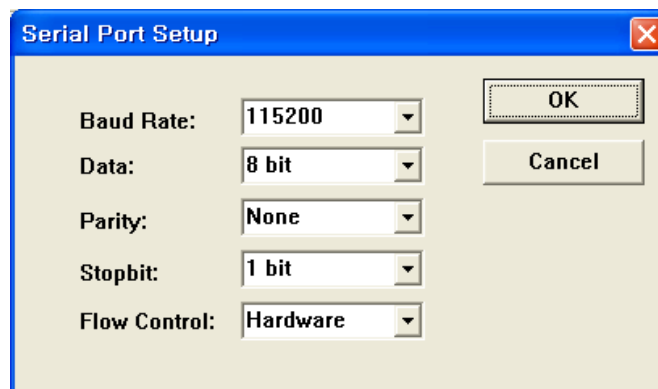 Serial Port Setup
Baud Rate: 115200
OK
Data: 8 bit
Cancel
Parity: None
Stopbit: 1 bit
Flow Control: Hardware